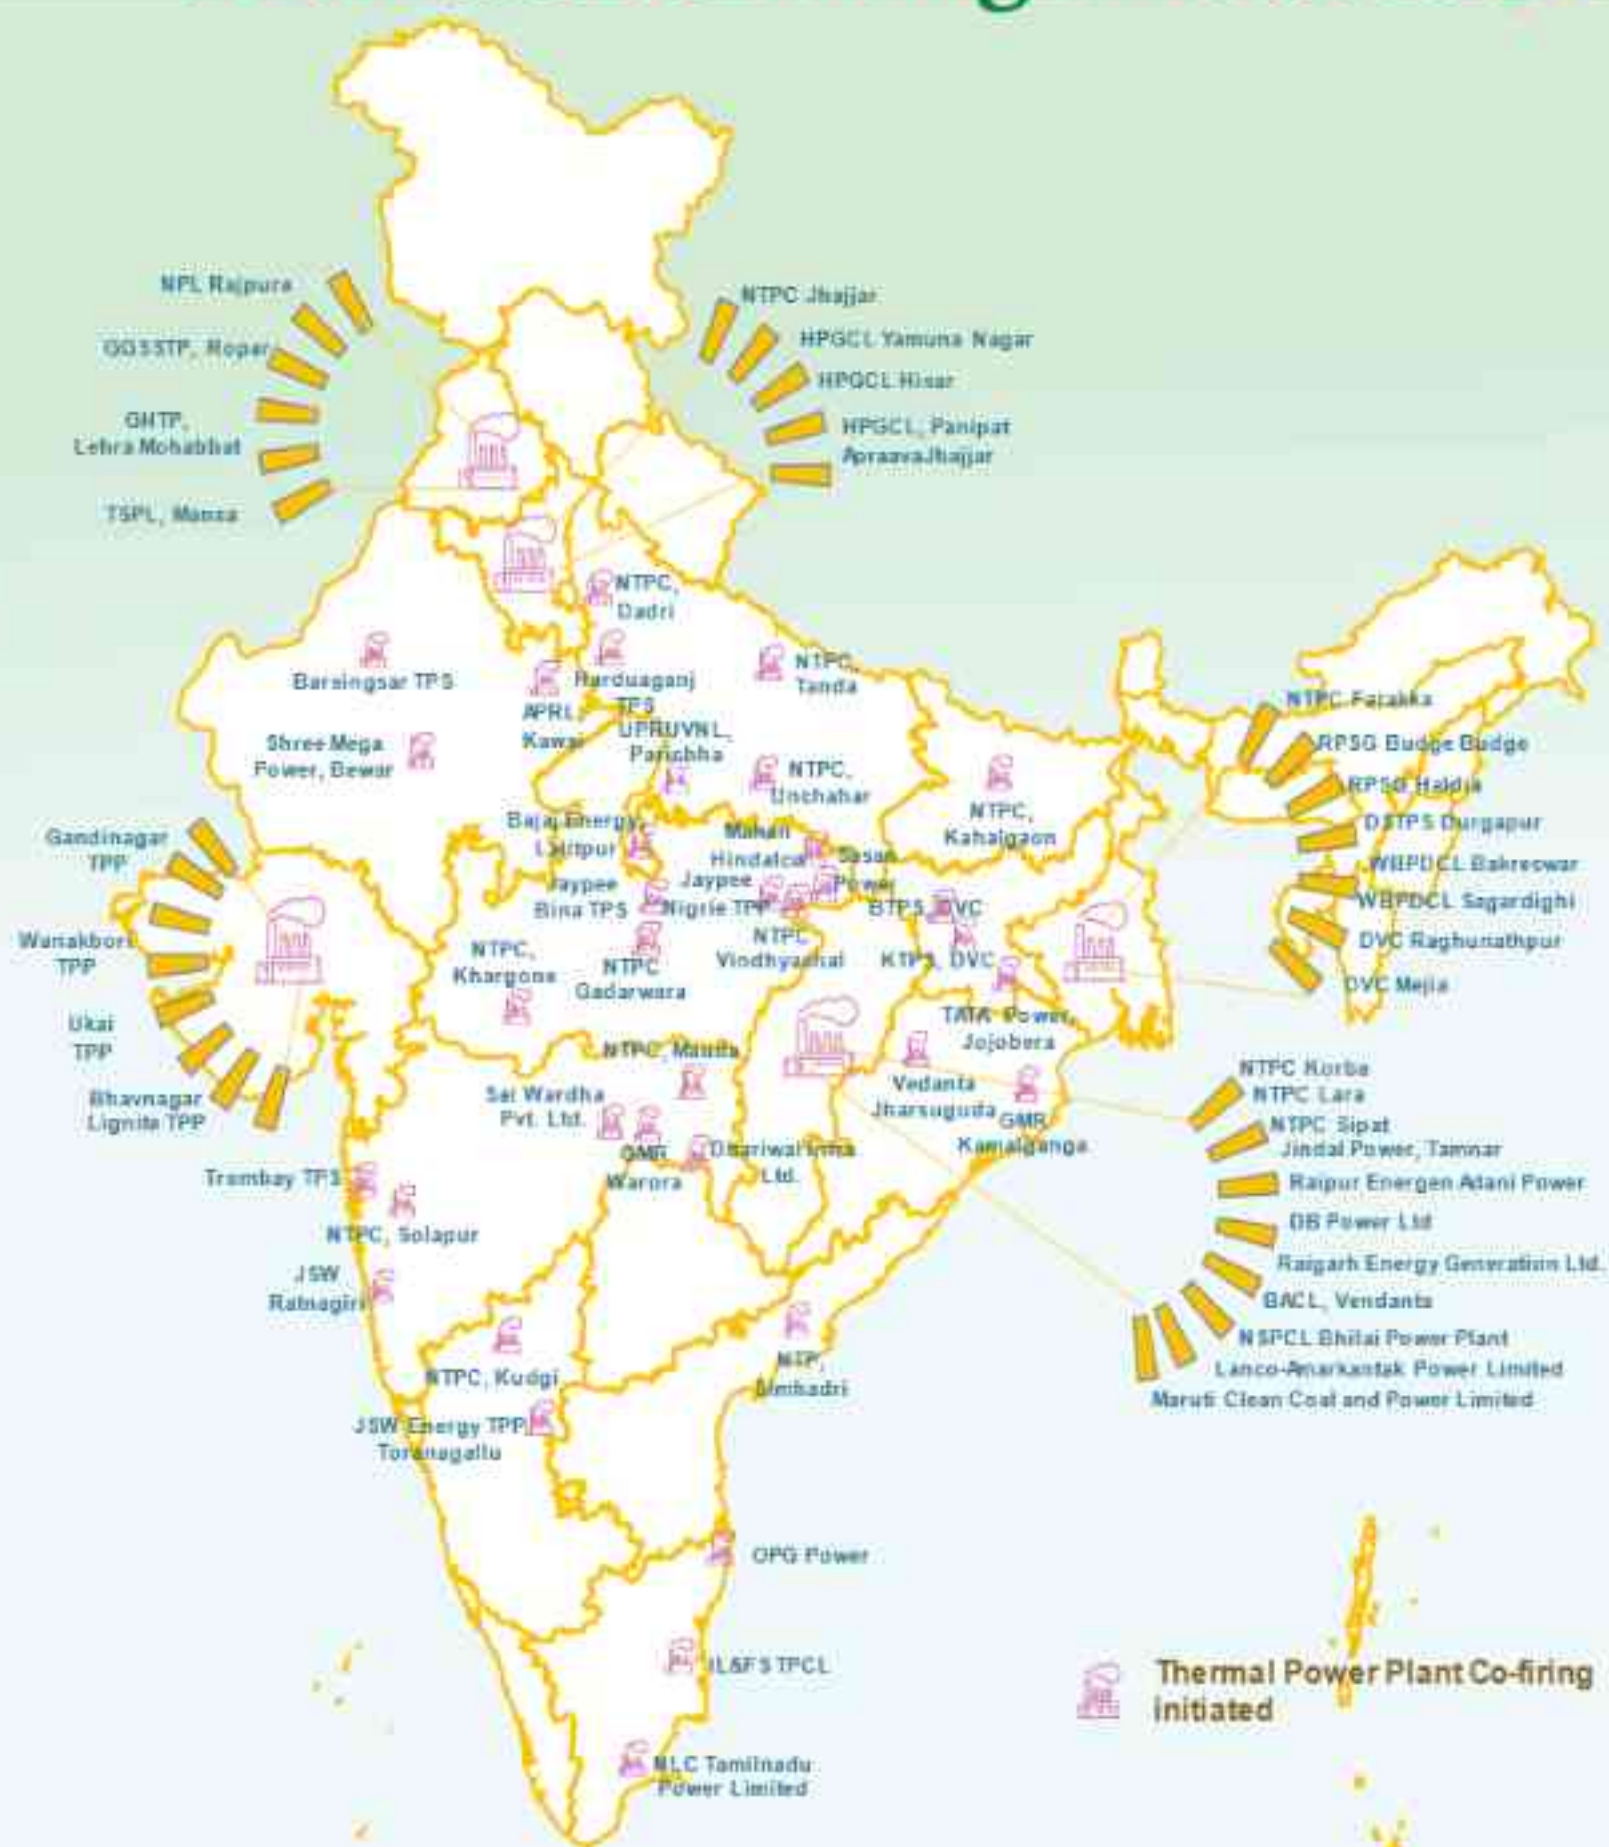 NPL Rajpura
GGSSTP, Ropar
GHTP,
Lehra Mohabbat
TSPL, Mansa
NTPC Jhajjar
HPGCL Yamuna Nagar
HPGCL Hisar
HPGCL, Panipat
ApraavaJhajjar
NTPC,
Dadri
Barsingsar TPS
Harduaganj
TPS
NTPC,
Tanda
APRL,
Kawai
UPRUVNL,
Parichha
Shree Mega
Power, Bewar
NTPC,
Unchahar
NTPC,
Kahalgaon
NTPC Farakka
RPSG Budge Budge
RPSG Haldia
DSTPS Durgapur
WBPDCL Bakreswar
WBPDCL Sagardighi
DVC Raghunathpur
DVC Mejia
Gandinagar
TPP
Wanakbori
TPP
Ukai
TPP
Bhavnagar
Lignite TPP
Bajaj Energy,
Lalitpur
Mahan
Hindalco
Sasan
Power
Jaypee
Bina TPS
Jaypee
Nigrie TPP
BTPS, DVC
NTPC,
Khargone
NTPC
Gadarwara
NTPC
Vindhyachal
KTPS, DVC
TATA Power,
Jojobera
NTPC, Mauda
Vedanta
Jharsuguda
GMR
Kamalganga
Sai Wardha
Pvt. Ltd.
GMR
Warora
Dhariwal Infra
Ltd.
NTPC Korba
NTPC Lara
NTPC Sipat
Jindal Power, Tamnar
Raipur Energen Adani Power
DB Power Ltd
Raigarh Energy Generation Ltd.
BACL, Vendanta
NSPCL Bhilai Power Plant
Lanco-Amarkantak Power Limited
Maruti Clean Coal and Power Limited
Trombay TPS
NTPC, Solapur
JSW
Ratnagiri
NTPC, Kudgi
NTP,
Simhadri
JSW Energy TPP
Toranagallu
OPG Power
IL&FS TPCL
NLC Tamilnadu
Power Limited
Thermal Power Plant Co-firing
initiated